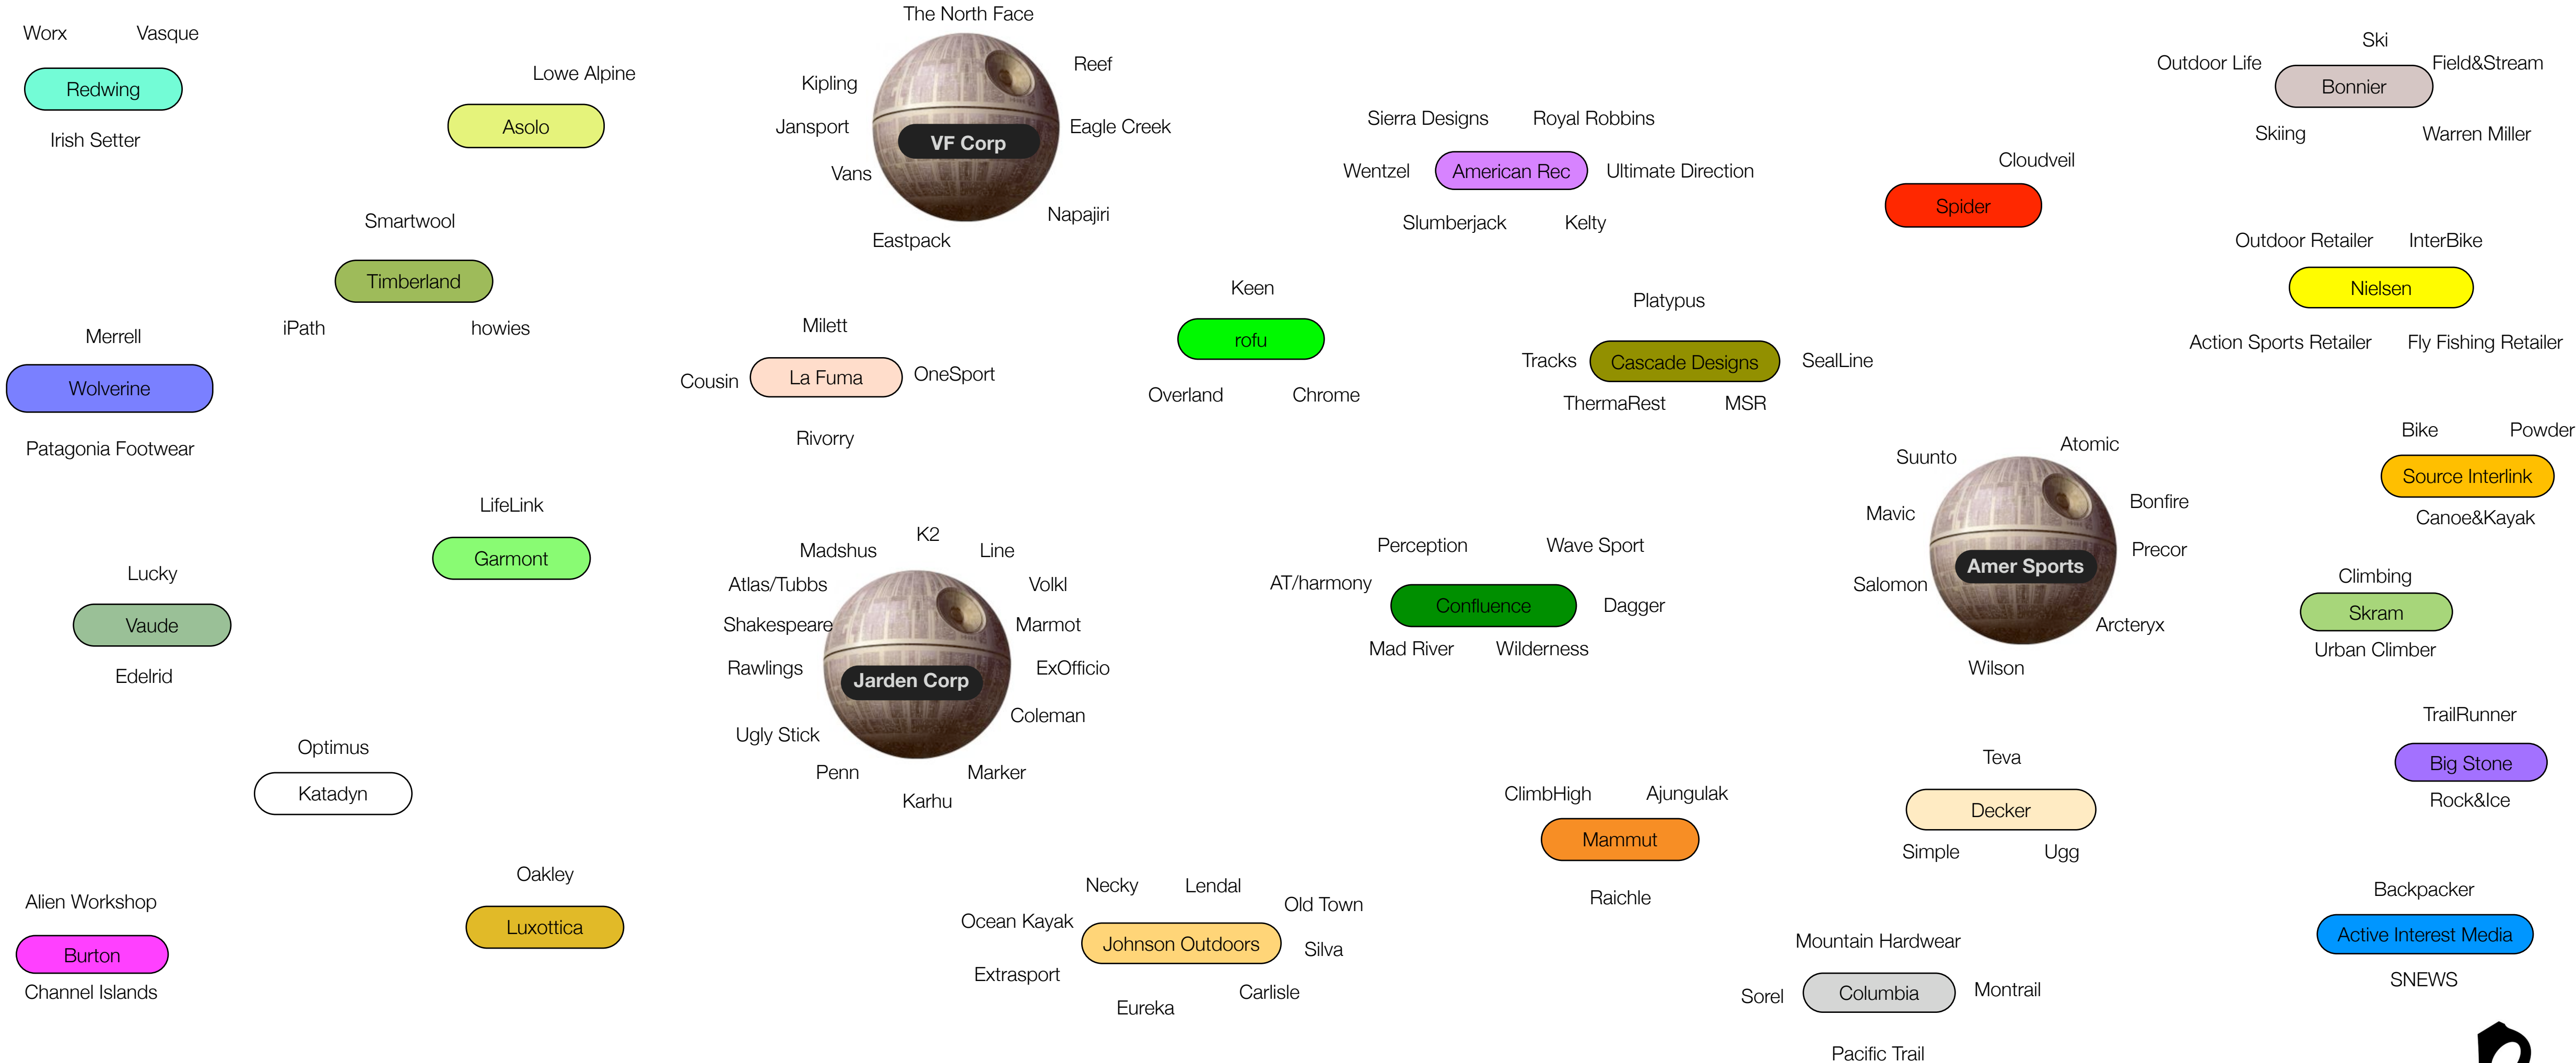 Worx
Vasque
Redwing
Irish Setter
Lowe Alpine
Asolo
The North Face
Kipling
Reef
Jansport
VF Corp
Eagle Creek
Vans
Napajiri
Eastpack
Sierra Designs
Royal Robbins
Wentzel
American Rec
Ultimate Direction
Slumberjack
Kelty
Cloudveil
Spider
Ski
Outdoor Life
Field&Stream
Bonnier
Skiing
Warren Miller
Smartwool
Timberland
iPath
howies
Outdoor Retailer
InterBike
Nielsen
Action Sports Retailer
Fly Fishing Retailer
Merrell
Wolverine
Patagonia Footwear
Milett
Cousin
La Fuma
OneSport
Rivorry
Keen
rofu
Overland
Chrome
Platypus
Tracks
Cascade Designs
SealLine
ThermaRest
MSR
Bike
Powder
Source Interlink
Canoe&Kayak
Suunto
Atomic
Mavic
Bonfire
Precor
Amer Sports
Salomon
Arcteryx
Wilson
LifeLink
Garmont
Lucky
Vaude
Edelrid
K2
Madshus
Line
Atlas/Tubbs
Volkl
Shakespeare
Marmot
Rawlings
Jarden Corp
ExOfficio
Coleman
Ugly Stick
Penn
Marker
Karhu
Perception
Wave Sport
AT/harmony
Confluence
Dagger
Mad River
Wilderness
Climbing
Skram
Urban Climber
TrailRunner
Big Stone
Rock&Ice
Optimus
Katadyn
Teva
Decker
Simple
Ugg
ClimbHigh
Ajungulak
Mammut
Raichle
Oakley
Luxottica
Alien Workshop
Burton
Channel Islands
Necky
Lendal
Old Town
Ocean Kayak
Johnson Outdoors
Silva
Extrasport
Carlisle
Eureka
Backpacker
Active Interest Media
SNEWS
Mountain Hardwear
Sorel
Columbia
Montrail
Pacific Trail